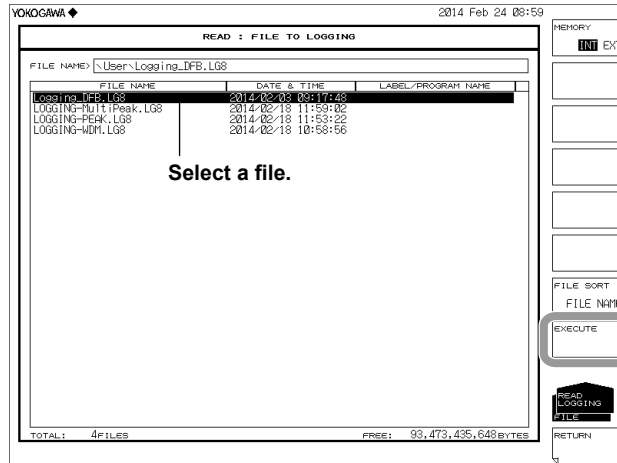 YOKOGAWA
2014 Feb 24 08:59
READ : FILE TO LOGGING
FILE NAME> \User\Logging_DFB.LG8
FILE NAME DATE & TIME LABEL/PROGRAM NAME
Logging_DFB.LG8 2014/02/03 09:17:48
LOGGING-MultiPeak.LG8 2014/02/18 11:59:02
LOGGING-PEAK.LG8 2014/02/18 11:53:22
LOGGING-WDM.LG8 2014/02/18 10:58:56
Select a file.
TOTAL: 4FILES FREE: 93,473,435,648BYTES
MEMORY
INT EX
FILE SORT
FILE NAM
EXECUTE
READ
LOGGING
FILE
RETURN